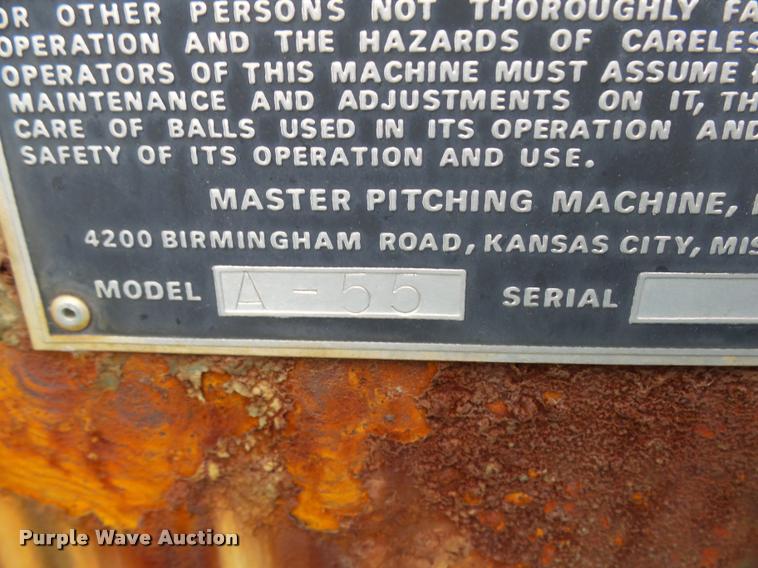 OR OTHER PERSONS NOT THOROUGHLY FA
OPERATION AND THE HAZARDS OF CARELES
OPERATORS OF THIS MACHINE MUST ASSUME
MAINTENANCE AND ADJUSTMENTS ON IT, TH
CARE OF BALLS USED IN ITS OPERATION AND
SAFETY OF ITS OPERATION AND USE.
MASTER PITCHING MACHINE,
4200 BIRMINGHAM ROAD, KANSAS CITY, MIS
MODEL A-55 SERIAL
Purple Wave Auction